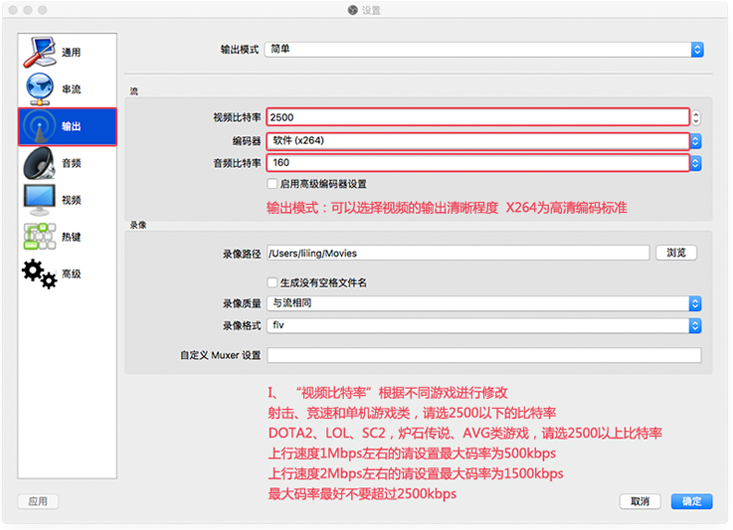 设置
通用
串流
输出
音频
视频
热键
高级
输出模式 简单
流
视频比特率 2500
编码器 软件 (x264)
音频比特率 160
启用高级编码器设置
输出模式：可以选择视频的输出清晰程度 X264为高清编码标准
录像
录像路径 /Users/liling/Movies 浏览
生成没有空格文件名
录像质量 与流相同
录像格式 flv
自定义 Muxer 设置
I、“视频比特率”根据不同游戏进行修改
射击、竞速和单机游戏类，请选2500以下的比特率
DOTA2、LOL、SC2，炉石传说、AVG类游戏，请选2500以上比特率
上行速度1Mbps左右的请设置最大码率为500kbps
上行速度2Mbps左右的请设置最大码率为1500kbps
最大码率最好不要超过2500kbps
应用 取消 确定